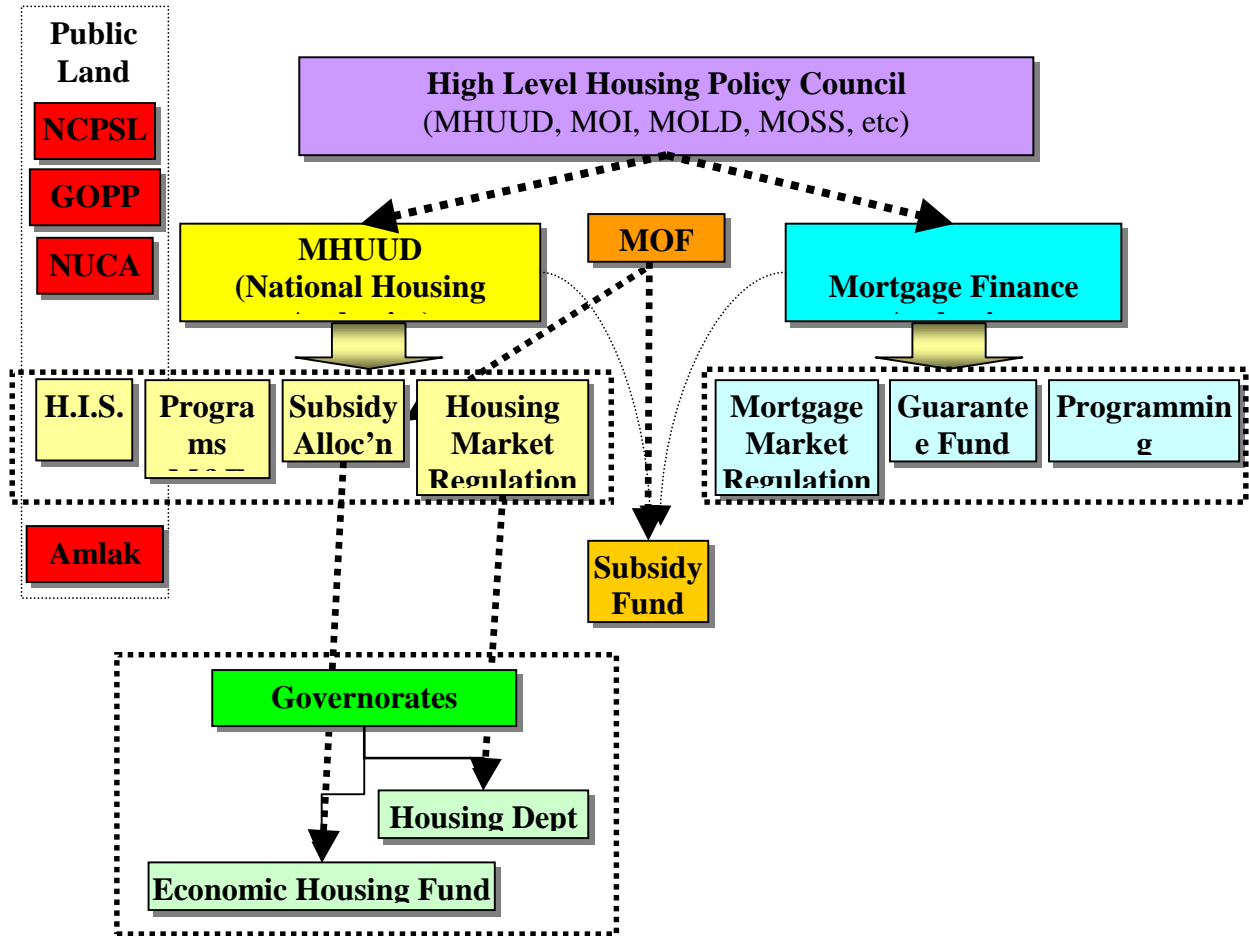 Public
Land
NCPSL
GOPP
NUCA
Amlak
High Level Housing Policy Council
(MHUUD, MOI, MOLD, MOSS, etc)
MHUUD
(National Housing
MOF
Mortgage Finance
H.I.S.
Progra
ms
Subsidy
Alloc’n
Housing
Market
Regulation
Mortgage
Market
Regulation
Guarante
e Fund
Programmin
g
Subsidy
Fund
Governorates
Housing Dept
Economic Housing Fund